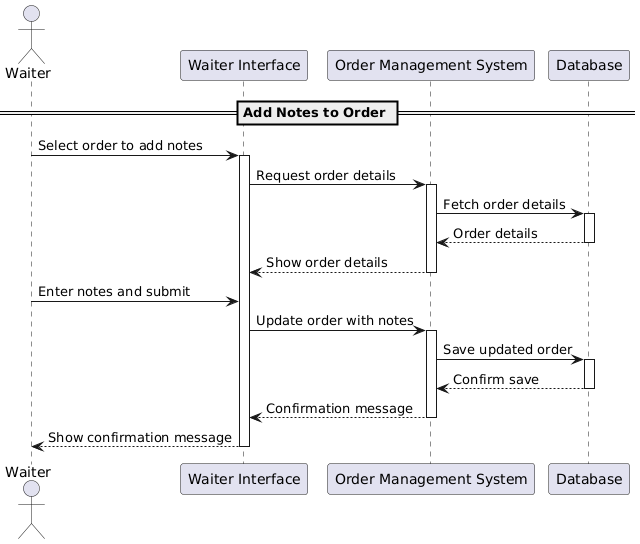 Waiter
Waiter Interface
Order Management System
Database
Add Notes to Order
Select order to add notes
Request order details
Fetch order details
Order details
Show order details
Enter notes and submit
Update order with notes
Save updated order
Confirm save
Confirmation message
Show confirmation message
Waiter
Waiter Interface
Order Management System
Database